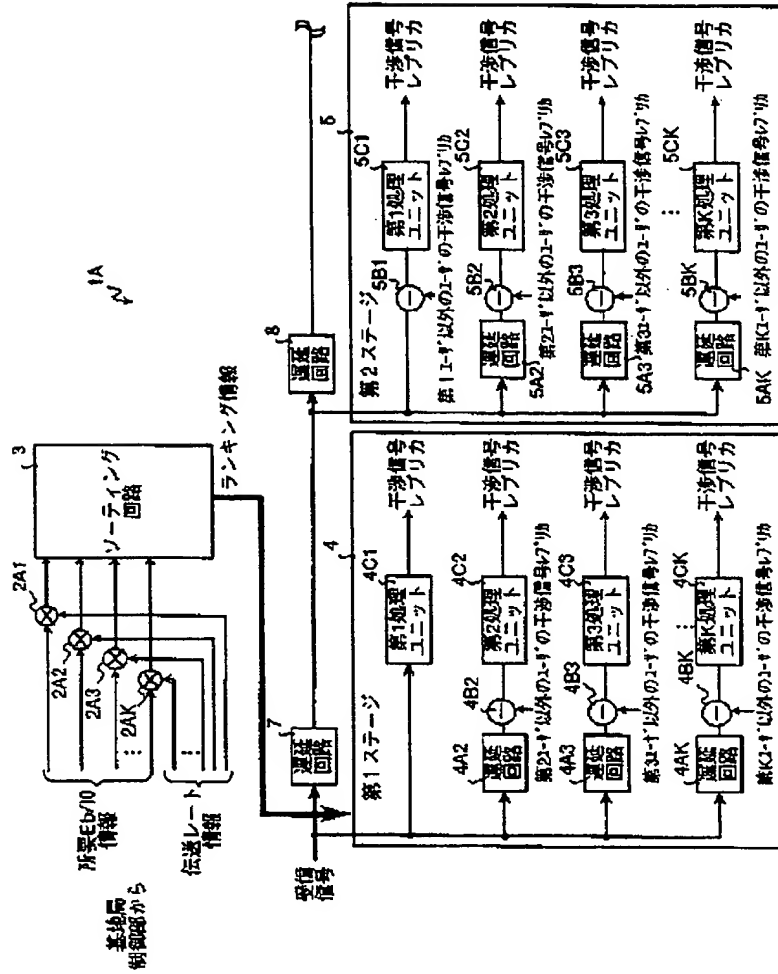 1A
基地局
制御部から
所要Eb/I0
情報
伝送レート
情報
2A1
2A2
2A3
2AK
3
ソーティング
回路
ランキング情報
受信
信号
7
遅延
回路
8
遅延
回路
4
第1ステージ
4C1
第1処理
ユニット
干渉信号
レプリカ
4A2
遅延
回路
4B2
第2ユーザ以外のユーザの干渉信号レプリカ
4C2
第2処理
ユニット
干渉信号
レプリカ
4A3
遅延
回路
4B3
第3ユーザ以外のユーザの干渉信号レプリカ
4C3
第3処理
ユニット
干渉信号
レプリカ
4AK
遅延
回路
4BK
第Kユーザ以外のユーザの干渉信号レプリカ
4CK
第K処理
ユニット
干渉信号
レプリカ
5
第2ステージ
5B1
第1ユーザ以外のユーザの干渉信号レプリカ
5C1
第1処理
ユニット
干渉信号
レプリカ
5A2
遅延
回路
5B2
第2ユーザ以外のユーザの干渉信号レプリカ
5C2
第2処理
ユニット
干渉信号
レプリカ
5A3
遅延
回路
5B3
第3ユーザ以外のユーザの干渉信号レプリカ
5C3
第3処理
ユニット
干渉信号
レプリカ
5AK
遅延
回路
5BK
第Kユーザ以外のユーザの干渉信号レプリカ
5CK
第K処理
ユニット
干渉信号
レプリカ